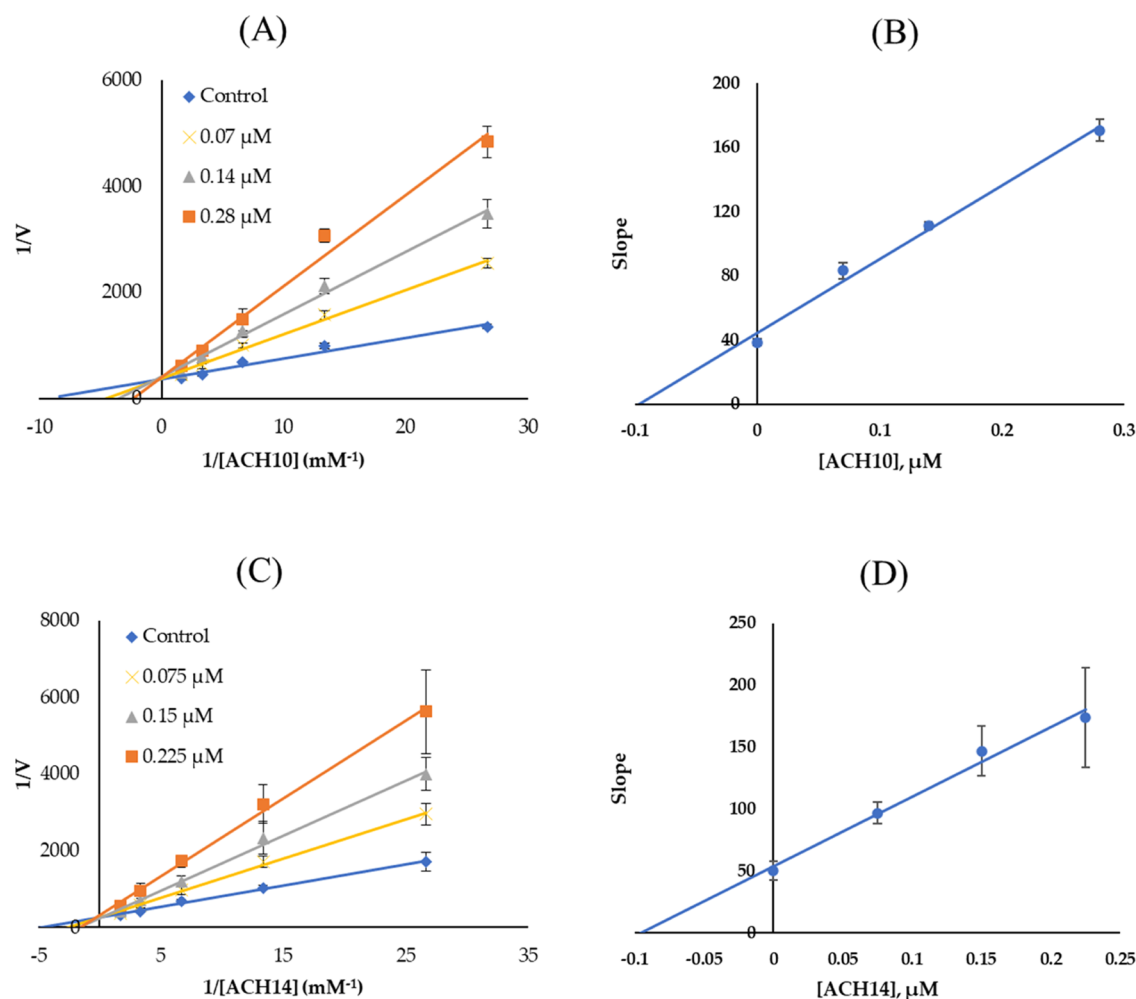 (A)
6000
4000
2000
0
-10
0
10
20
30
1/V
1/[ACH10] (mM-1)
Control
0.07 μM
0.14 μM
0.28 μM
(B)
200
160
120
80
40
0
-0.1
0
0.1
0.2
0.3
Slope
[ACH10], μM
(C)
8000
6000
4000
2000
0
-5
5
15
25
35
1/V
1/[ACH14] (mM-1)
Control
0.075 μM
0.15 μM
0.225 μM
(D)
250
200
150
100
50
0
-0.1
-0.05
0
0.05
0.1
0.15
0.2
0.25
Slope
[ACH14], μM